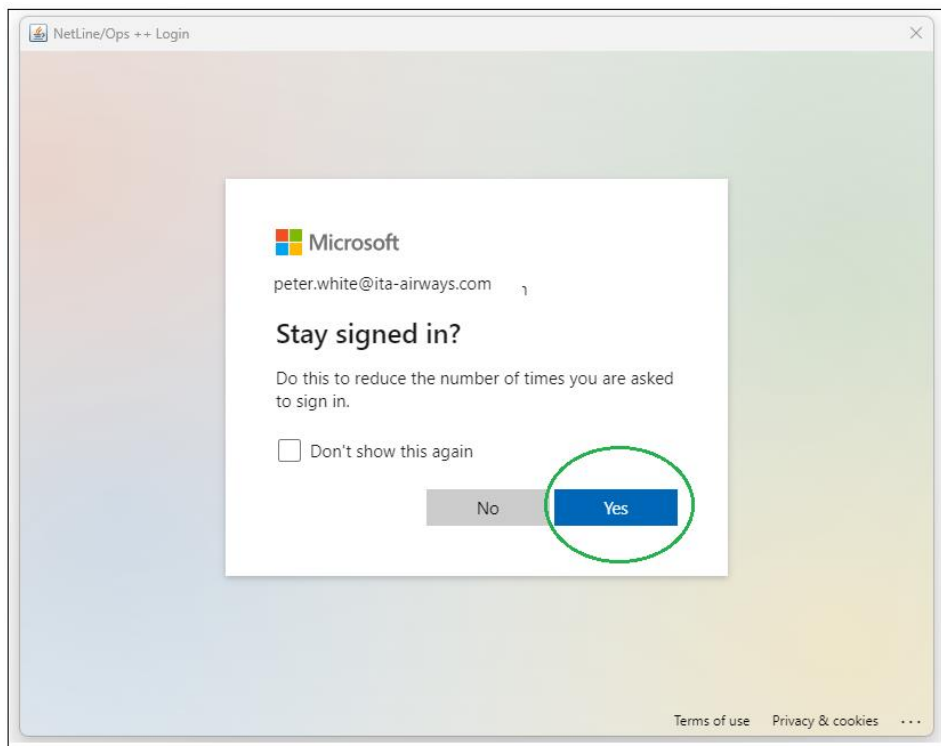 NetLine/Ops ++ Login
Microsoft
peter.white@ita-airways.com
Stay signed in?
Do this to reduce the number of times you are asked
to sign in.
Don't show this again
No Yes
Terms of use Privacy & cookies ...